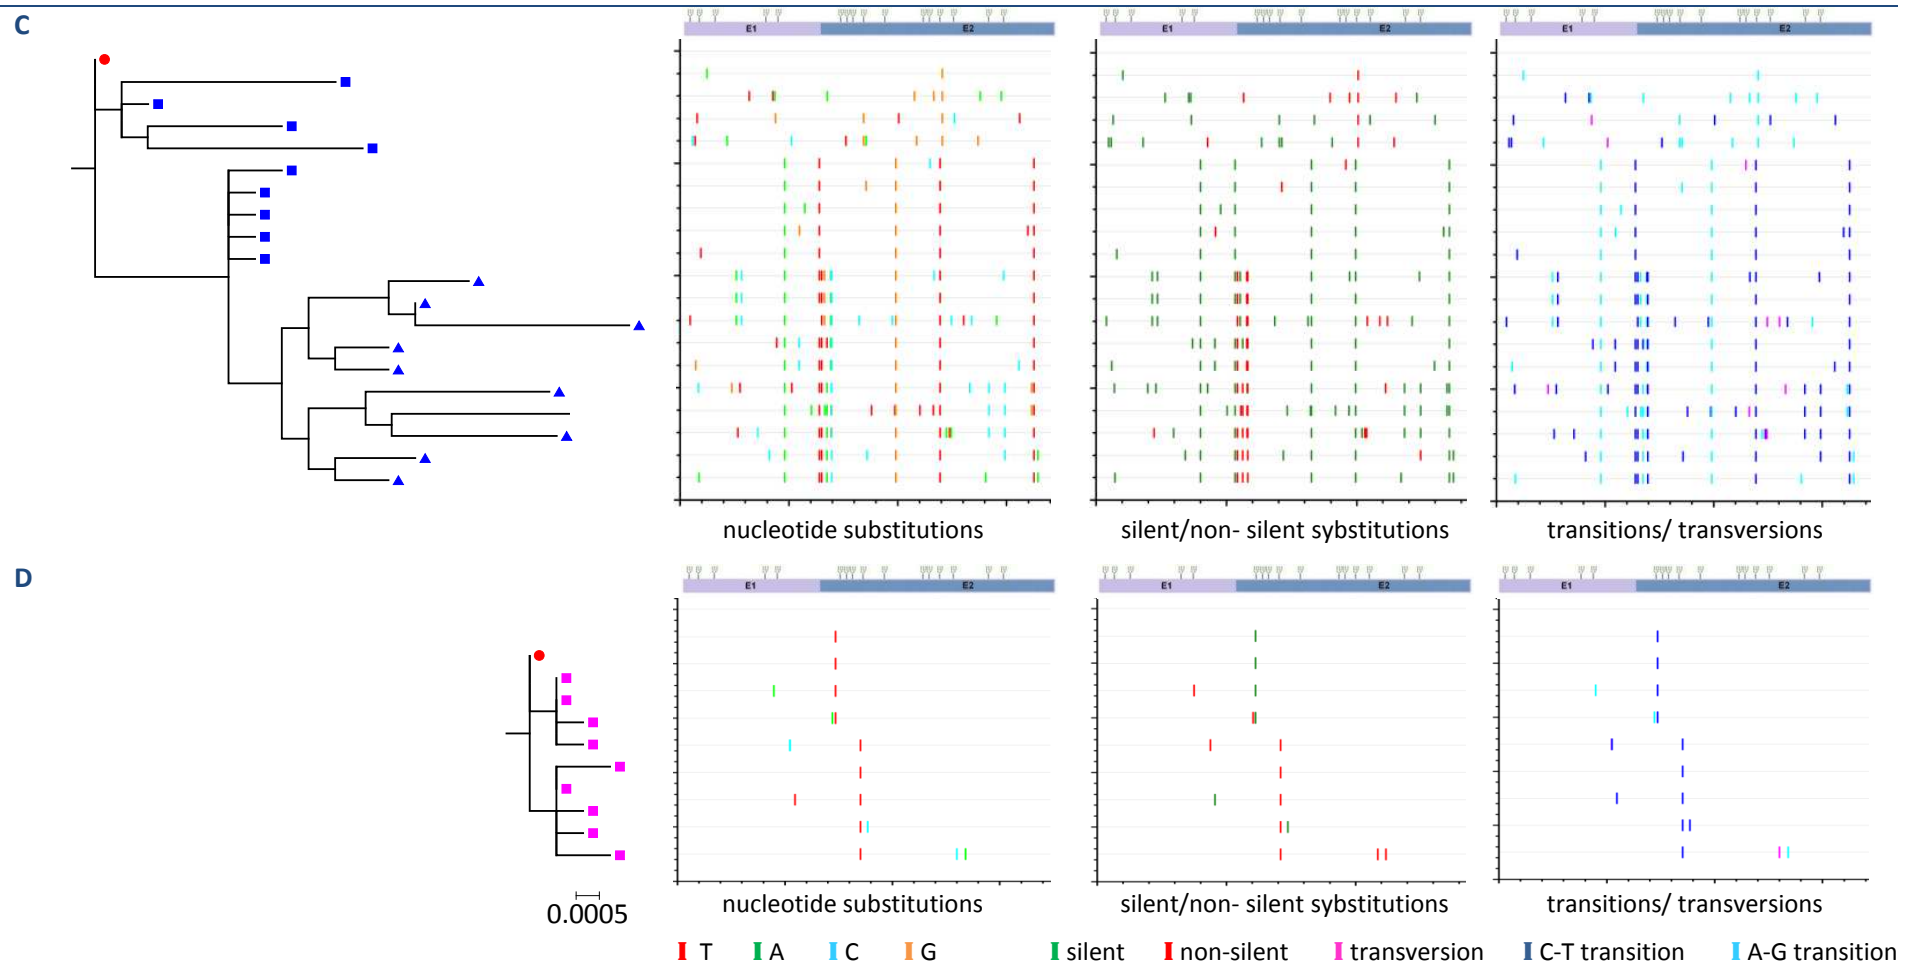 C
E1 E2 E1 E2 E1 E2
nucleotide substitutions silent/non- silent sybstitutions transitions/ transversions
D
E1 E2 E1 E2 E1 E2
0.0005
nucleotide substitutions silent/non- silent sybstitutions transitions/ transversions
T A C G silent non-silent transversion C-T transition A-G transition